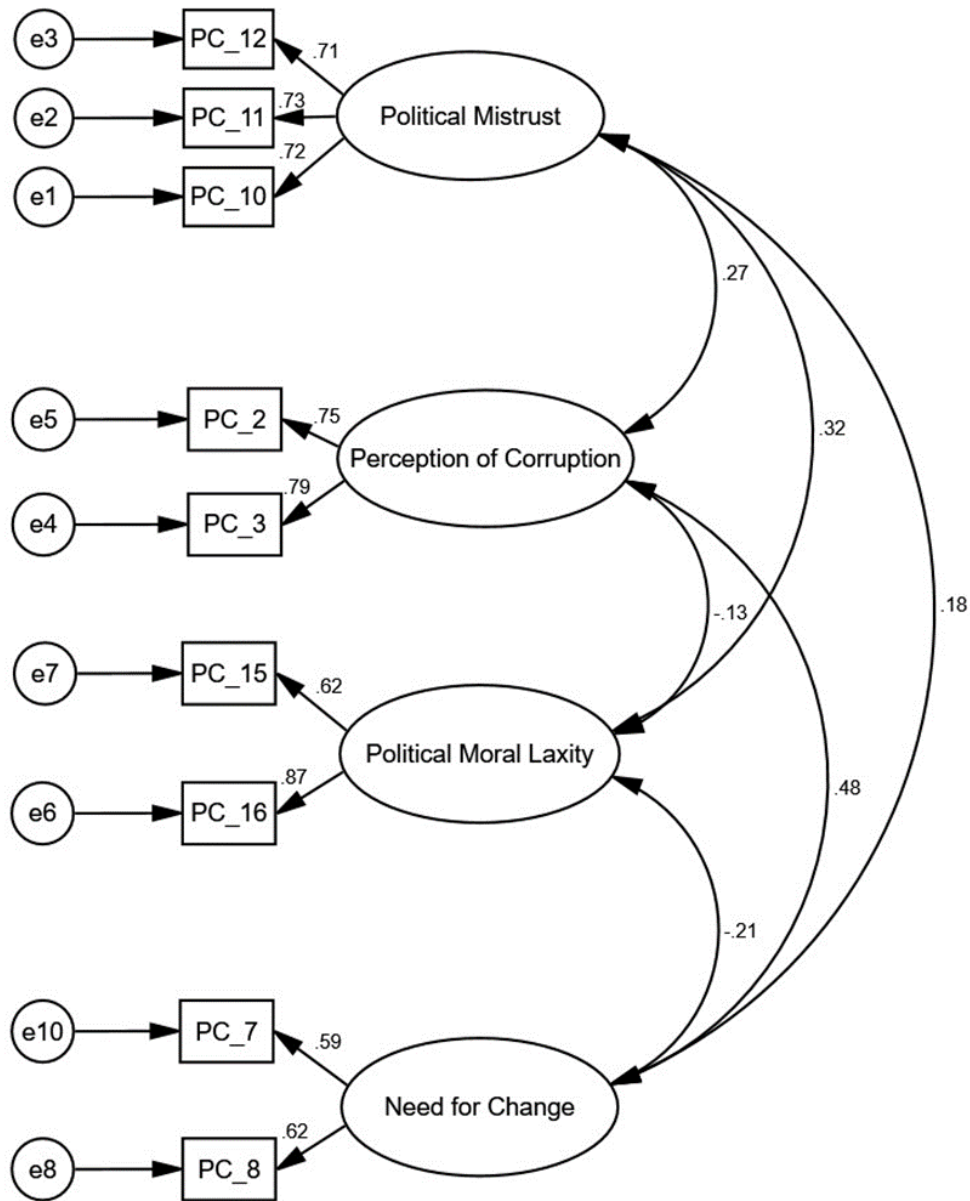 e3
PC_12
.71
e2
PC_11
.73
Political Mistrust
.72
e1
PC_10
.27
e5
PC_2
.75
.32
Perception of Corruption
.79
e4
PC_3
.18
-.13
e7
PC_15
.62
Political Moral Laxity
.87
.48
e6
PC_16
-.21
e10
PC_7
.59
Need for Change
.62
e8
PC_8